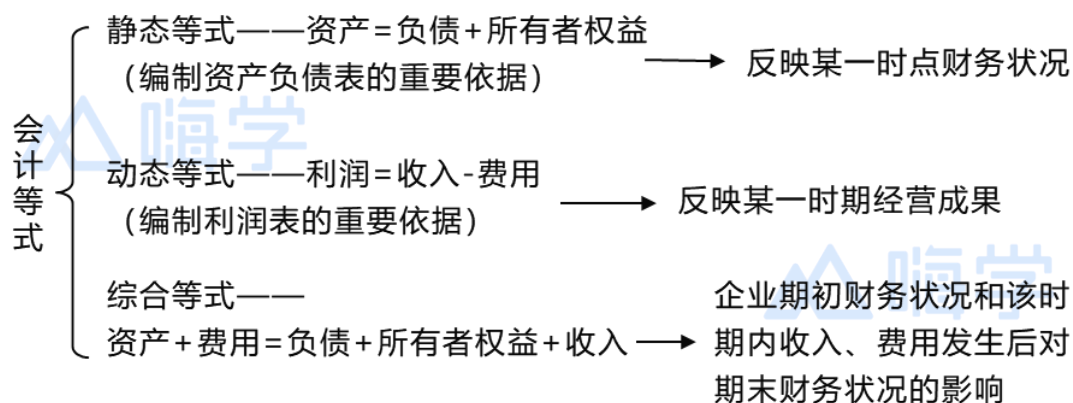 会计等式
静态等式——资产=负债+所有者权益
（编制资产负债表的重要依据）
反映某一时点财务状况
动态等式——利润=收入-费用
（编制利润表的重要依据）
反映某一时期经营成果
综合等式——
资产+费用=负债+所有者权益+收入
企业期初财务状况和该时
期内收入、费用发生后对
期末财务状况的影响
嗨学
嗨学